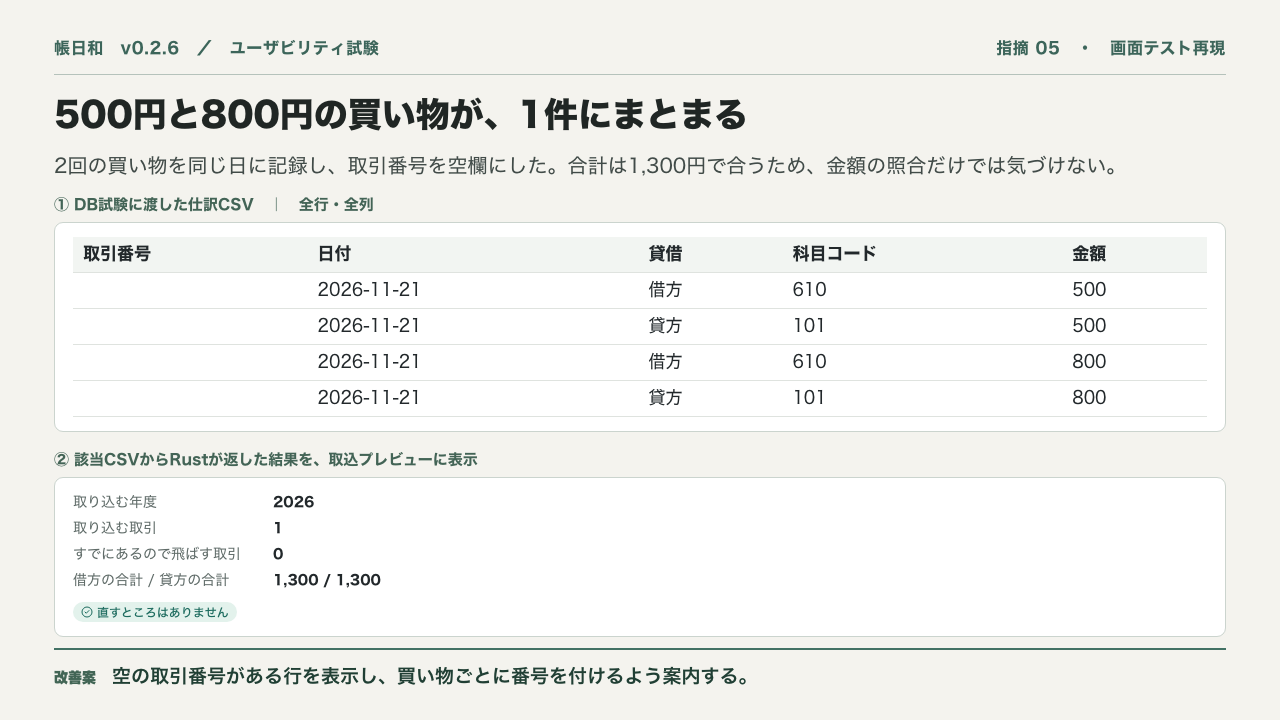 帳日和 v0.2.6 ／ ユーザビリティ試験
指摘 05 ・ 画面テスト再現
500円と800円の買い物が、1件にまとまる
2回の買い物を同じ日に記録し、取引番号を空欄にした。合計は1,300円で合うため、金額の照合だけでは気づけない。
① DB試験に渡した仕訳CSV ｜ 全行・全列
取引番号 日付 貸借 科目コード 金額
2026-11-21 借方 610 500
2026-11-21 貸方 101 500
2026-11-21 借方 610 800
2026-11-21 貸方 101 800
② 該当CSVからRustが返した結果を、取込プレビューに表示
取り込む年度 2026
取り込む取引 1
すでにあるので飛ばす取引 0
借方の合計 / 貸方の合計 1,300 / 1,300
直すところはありません
改善案 空の取引番号がある行を表示し、買い物ごとに番号を付けるよう案内する。